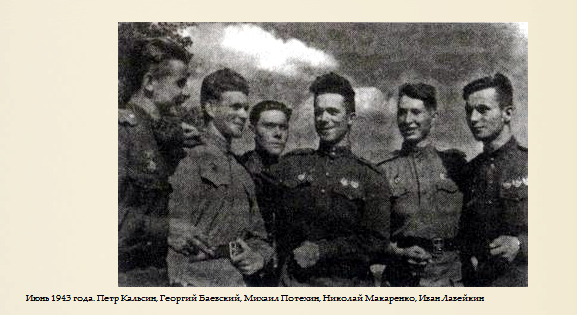 Июнь 1943 года. Петр Кальсин, Георгий Баевский, Михаил Потехин, Николай Макаренко, Иван Лавейкин